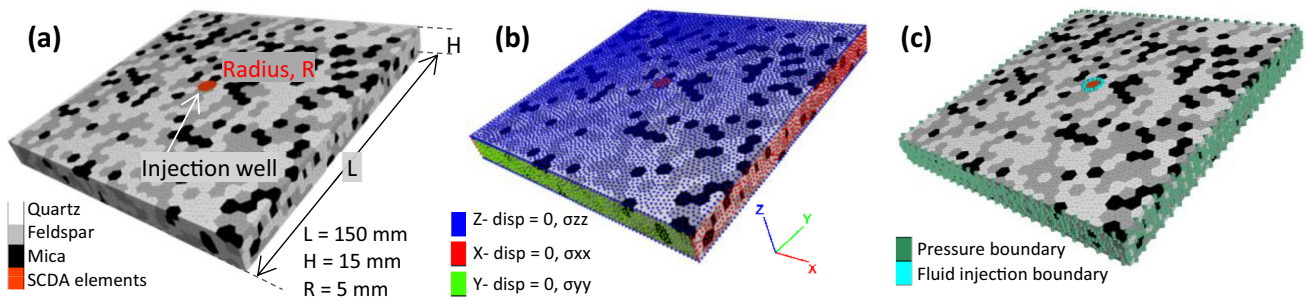 (a)
H
Radius, R
Injection well
L
Quartz
Feldspar
Mica
SCDA elements
L = 150 mm
H = 15 mm
R = 5 mm
(b)
Z- disp = 0, σzz
X- disp = 0, σxx
Y- disp = 0, σyy
Z
Y
X
(c)
Pressure boundary
Fluid injection boundary